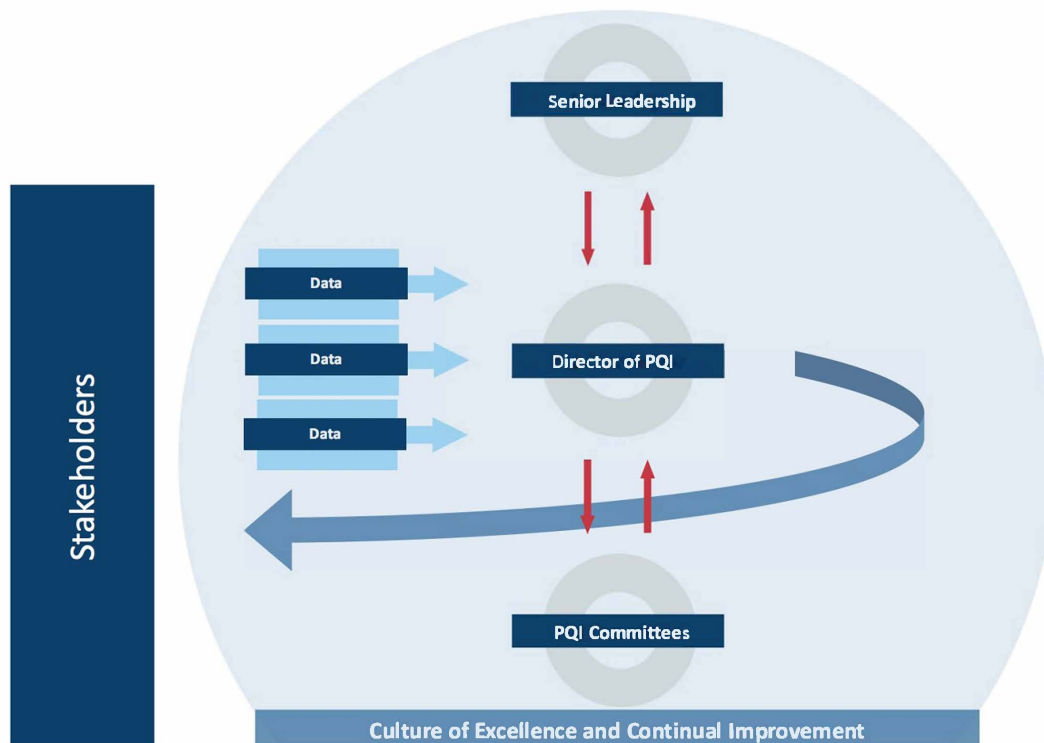 Senior Leadership
Data
Data
Director of PQI
Data
Stakeholders
PQI Committees
Culture of Excellence and Continual Improvement